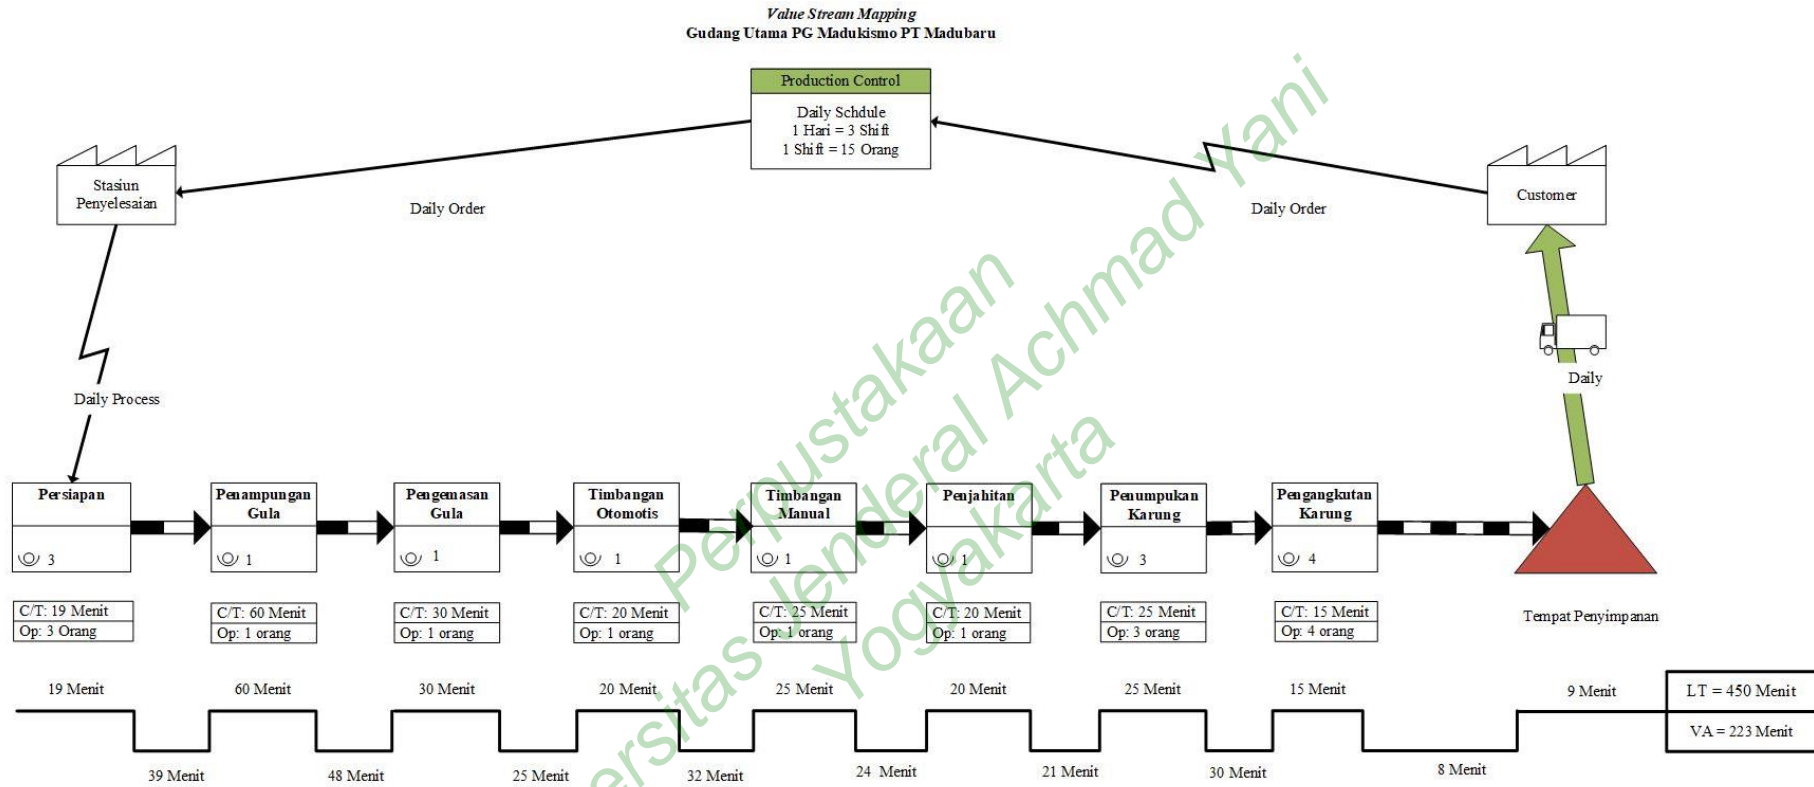 Value Stream Mapping
Gudang Utama PG Madukismo PT Madubaru
Production Control
Daily Schdule
1 Hari = 3 Shift
1 Shift = 15 Orang
Stasiun
Penyelesaian
Customer
Daily Order
Daily Order
Daily Process
Daily
Persiapan
3
C/T: 19 Menit
Op: 3 Orang
Penampungan
Gula
1
C/T: 60 Menit
Op: 1 orang
Pengemasan
Gula
1
C/T: 30 Menit
Op: 1 orang
Timbangan
Otomotis
1
C/T: 20 Menit
Op: 1 orang
Timbangan
Manual
1
C/T: 25 Menit
Op: 1 orang
Penjahitan
1
C/T: 20 Menit
Op: 1 orang
Penumpukan
Karung
3
C/T: 25 Menit
Op: 3 orang
Pengangkutan
Karung
4
C/T: 15 Menit
Op: 4 orang
Tempat Penyimpanan
19 Menit
60 Menit
30 Menit
20 Menit
25 Menit
20 Menit
25 Menit
15 Menit
9 Menit
LT = 450 Menit
VA = 223 Menit
39 Menit
48 Menit
25 Menit
32 Menit
24 Menit
21 Menit
30 Menit
8 Menit
Perpustakaan
ersitas Jenderal Achmad Yani
Yogyakarta